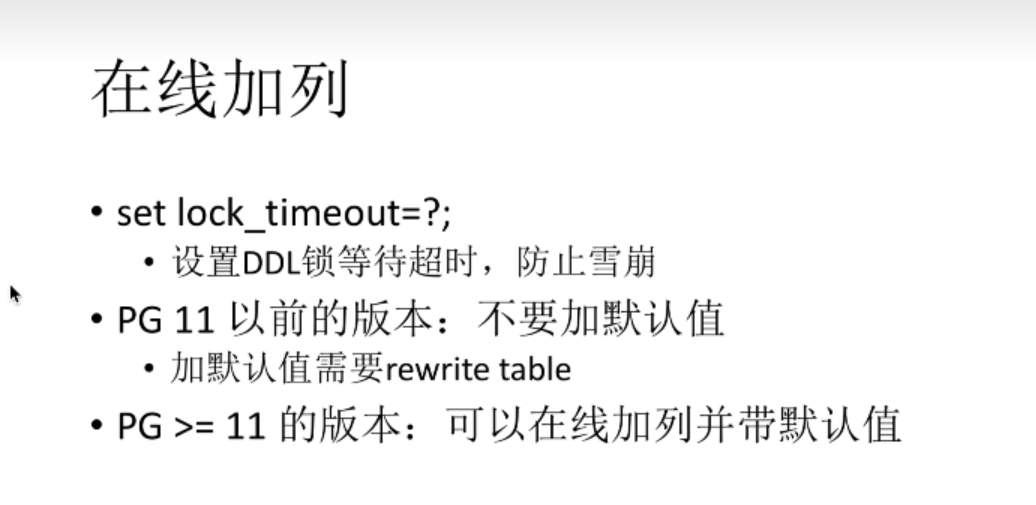 在线加列
• set lock_timeout=?;
• 设置DDL锁等待超时，防止雪崩
• PG 11 以前的版本：不要加默认值
• 加默认值需要rewrite table
• PG >= 11 的版本：可以在线加列并带默认值